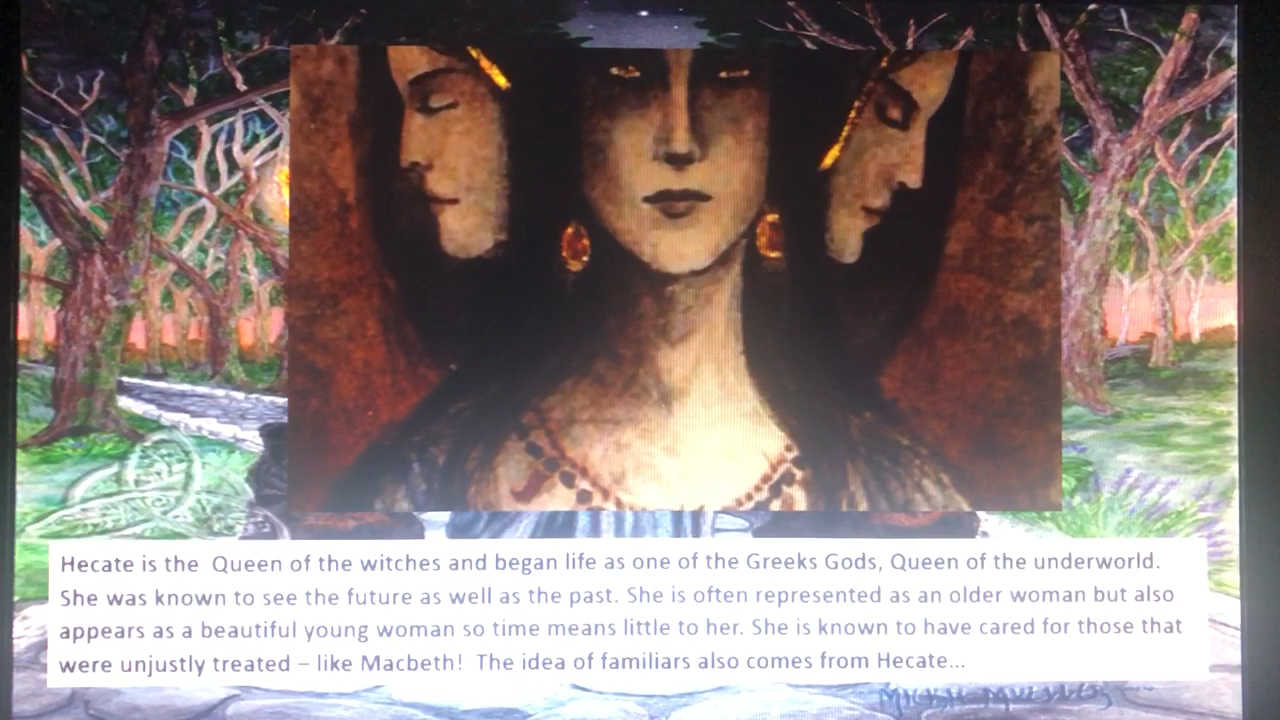 Hecate is the  Queen of the witches and began life as one of the Greeks Gods, Queen of the underworld.
She was known to see the future as well as the past. She is often represented as an older woman but also
appears as a beautiful young woman so time means little to her. She is known to have cared for those that
were unjustly treated – like Macbeth!  The idea of familiars also comes from Hecate...